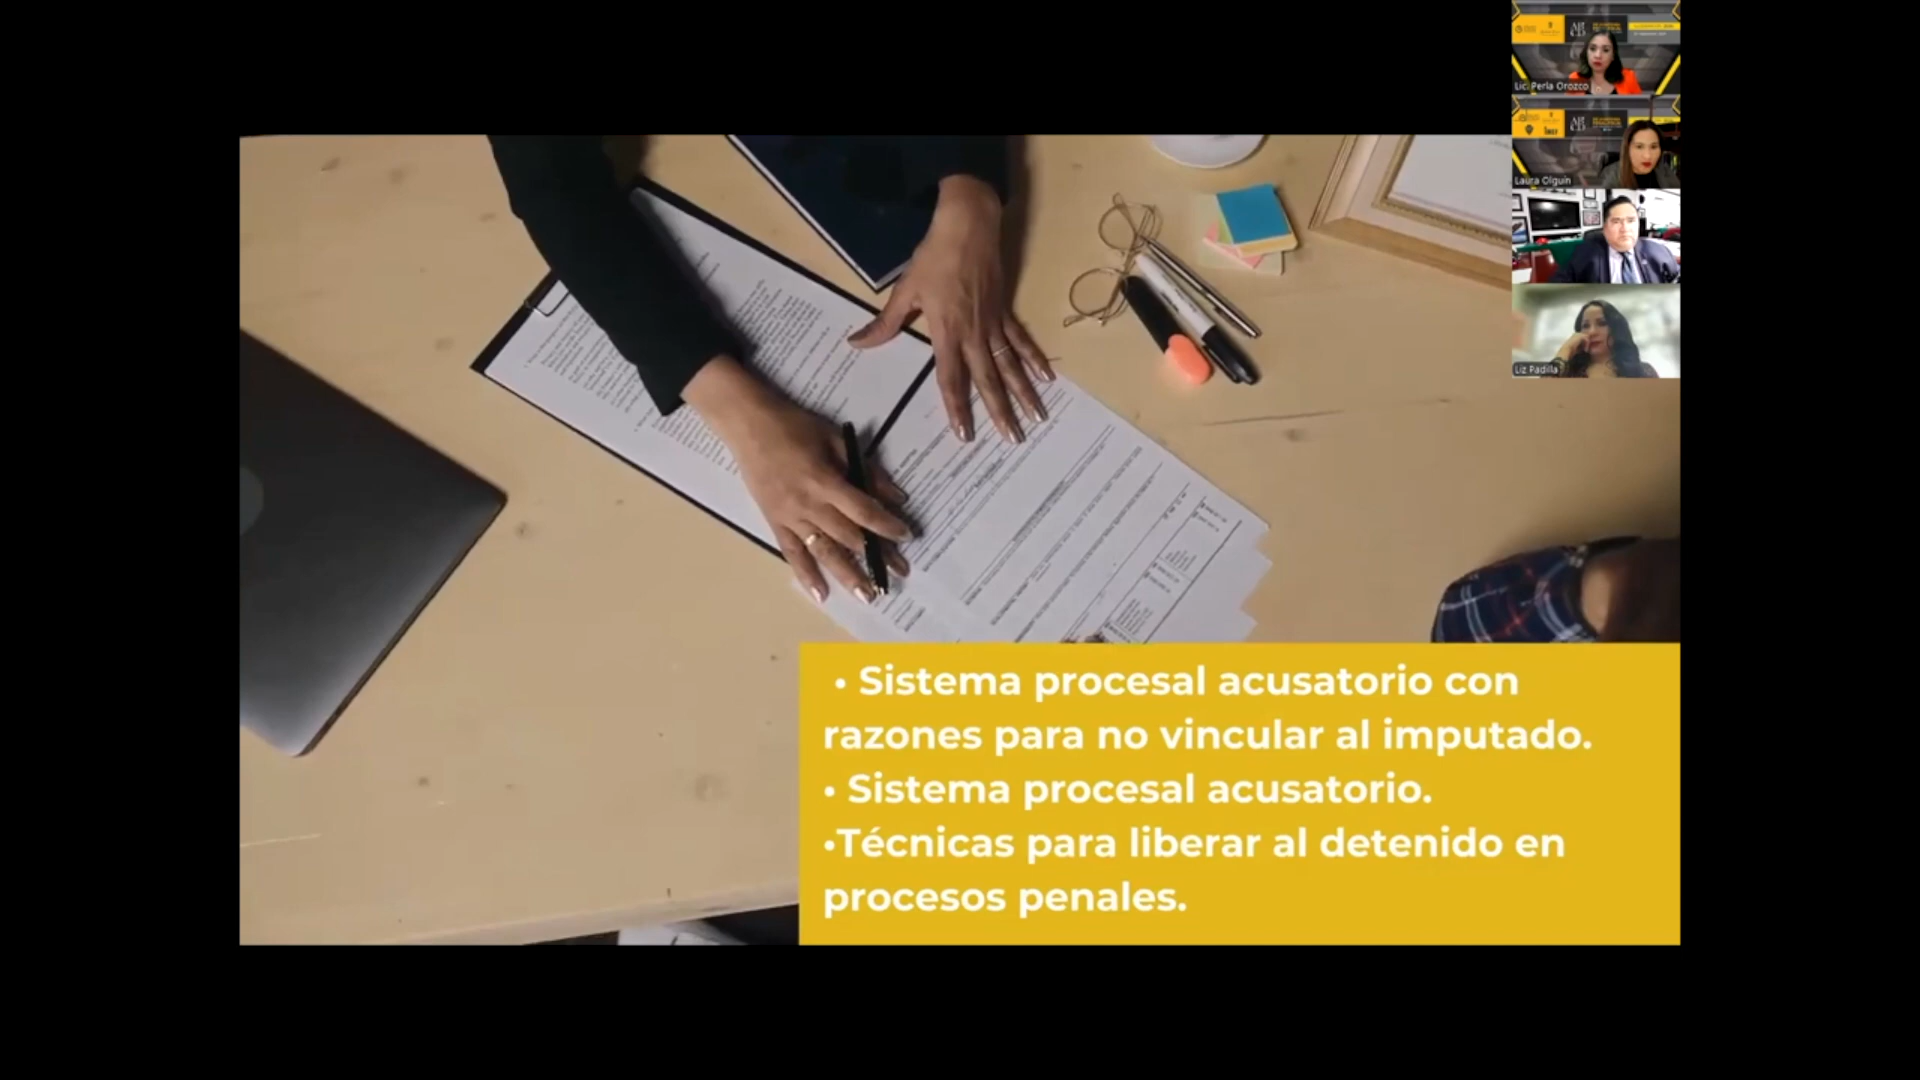 Lic. Perla Orozco
Laura Olguin
Liz Padilla
• Sistema procesal acusatorio con
razones para no vincular al imputado.
• Sistema procesal acusatorio.
•Técnicas para liberar al detenido en
procesos penales.